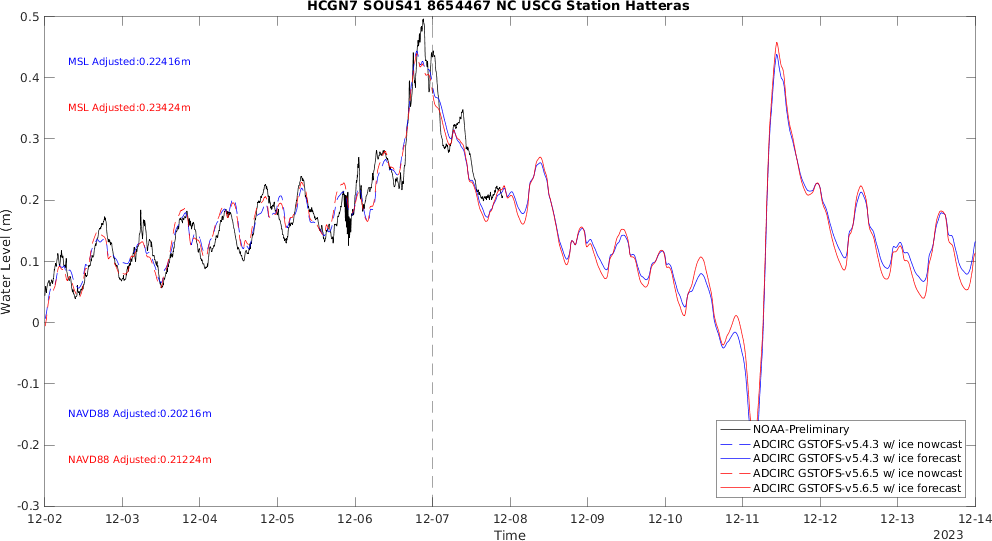 HCGN7 SOUS41 8654467 NC USCG Station Hatteras
0.5
0.4
0.3
0.2
0.1
0
-0.1
-0.2
-0.3
Water Level (m)
MSL Adjusted:0.22416m
MSL Adjusted:0.23424m
NAVD88 Adjusted:0.20216m
NAVD88 Adjusted:0.21224m
NOAA-Preliminary
ADCIRC GSTOFS-v5.4.3 w/ ice nowcast
ADCIRC GSTOFS-v5.4.3 w/ ice forecast
ADCIRC GSTOFS-v5.6.5 w/ ice nowcast
ADCIRC GSTOFS-v5.6.5 w/ ice forecast
12-02 12-03 12-04 12-05 12-06 12-07 12-08 12-09 12-10 12-11 12-12 12-13 12-14
Time
2023